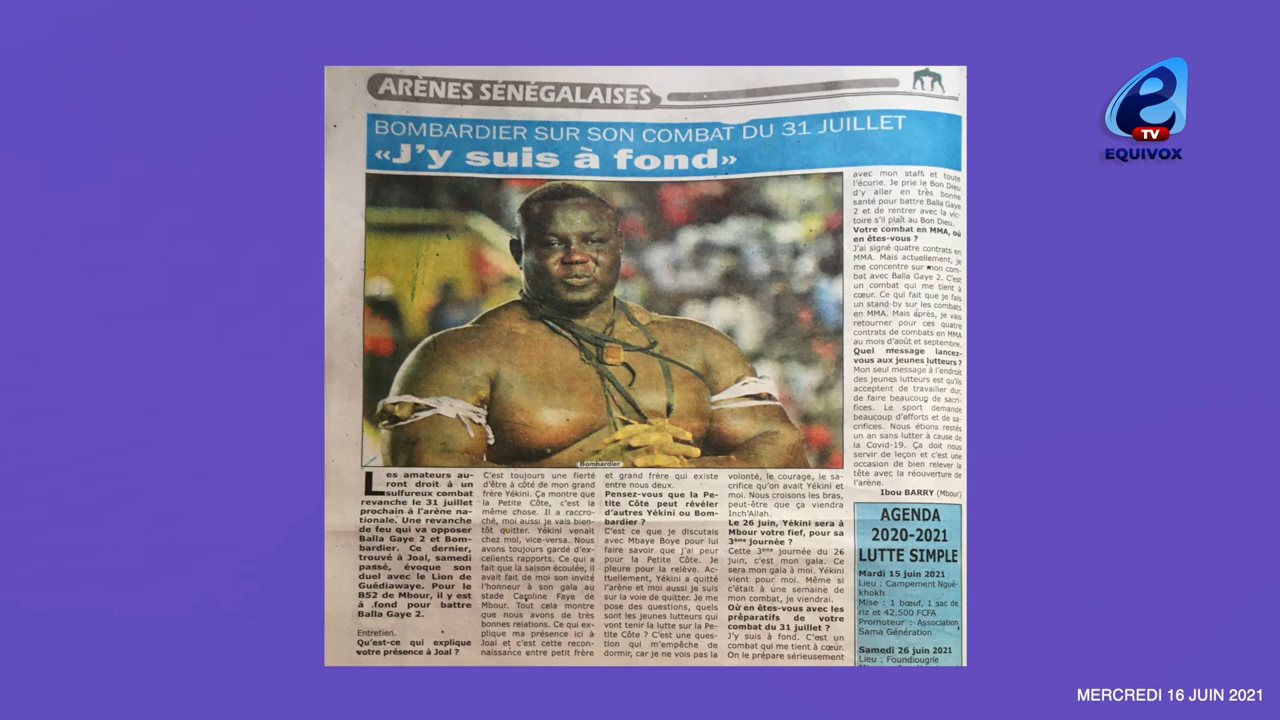 ARÈNES SÉNÉGALAISES
BOMBARDIER SUR SON COMBAT DU 31 JUILLET
«J'y suis à fond»
Bombardier
Les amateurs au-
ront droit à un
sulfureux combat
revanche le 31 juillet
prochain à l'arène na-
tionale. Une revanche
de feu qui va opposer
Balla Gaye 2 et Bom-
bardier. Ce dernier,
trouvé à Joal, samedi
passé, évoque son
duel avec le Lion de
Guédiawaye. Pour le
B52 de Mbour, il y est
à fond pour battre
Balla Gaye 2.
Entretien.
Qu'est-ce qui explique
votre présence à Joal ?
C'est toujours une fierté
d'être à côté de mon grand
frère Yékini. Ça montre que
la Petite Côte, c'est la
même chose. Il a raccro-
ché, moi aussi je vais bien-
tôt quitter. Yékini venait
chez moi, vice-versa. Nous
avons toujours gardé d'ex-
cellents rapports. Ce qui a
fait que la saison écoulée, il
avait fait de moi son invité
l'honneur à son gala au
stade Caroline Faye de
Mbour. Tout cela montre
que nous avons de très
bonnes relations. Ce qui ex-
plique ma présence ici à
Joal et c'est cette recon-
naissance entre petit frère
et grand frère qui existe
entre nous deux.
Pensez-vous que la Pe-
tite Côte peut révéler
d'autres Yékini ou Bom-
bardier ?
C'est ce que je discutais
avec Mbaye Boye pour lui
faire savoir que j'ai peur
pour la Petite Côte. Je
pleure pour la relève. Ac-
tuellement, Yékini a quitté
l'arène et moi aussi je suis
sur la voie de quitter. Je me
pose des questions, quels
sont les jeunes lutteurs qui
vont tenir la lutte sur la Pe-
tite Côte ? C'est une ques-
tion qui m'empêche de
dormir, car je ne vois pas la
volonté, le courage, le sa-
crifice qu'on avait Yékini et
moi. Nous croisons les bras,
peut-être que ça viendra
Inch'Allah.
Le 26 juin, Yékini sera à
Mbour votre fief, pour sa
3ème journée ?
Cette 3ème journée du 26
juin, c'est mon gala. Ce
sera mon gala à moi. Yékini
vient pour moi. Même si
c'était à une semaine de
mon combat, je viendrai.
Où en êtes-vous avec les
préparatifs de votre
combat du 31 juillet ?
J'y suis à fond. C'est un
combat qui me tient à cœur.
On le prépare sérieusement
avec mon staff et toute
l'écurie. Je prie le Bon Dieu
d'y aller en très bonne
santé pour battre Balla Gaye
2 et de rentrer avec la vic-
toire s'il plaît au Bon Dieu.
Votre combat en MMA, où
en êtes-vous ?
J'ai signé quatre contrats en
MMA. Mais actuellement, je
me concentre sur mon com-
bat avec Balla Gaye 2. C'est
un combat qui me tient à
cœur. Ce qui fait que je fais
un stand-by sur les combats
en MMA. Mais après, je vais
retourner pour ces quatre
contrats de combats en MMA
au mois d'août et septembre.
Quel message lancez-
vous aux jeunes lutteurs ?
Mon seul message à l'endroit
des jeunes lutteurs est qu'ils
acceptent de travailler dur,
de faire beaucoup de sacri-
fices. Le sport demande
beaucoup d'efforts et de sa-
crifices. Nous étions restés
un an sans lutter à cause de
la Covid-19. Ça doit nous
servir de leçon et c'est une
occasion de bien relever la
tête avec la réouverture de
l'arène.
Ibou BARRY (Mbour)
AGENDA
2020-2021
LUTTE SIMPLE
Mardi 15 juin 2021
Lieu : Campement Ngué-
khokh
Mise : 1 bœuf, 1 sac de
riz et 42.500 FCFA
Promoteur : Association
Sama Génération
Samedi 26 juin 2021
Lieu : Foundiougne
e
TV
EQUIVOX
MERCREDI 16 JUIN 2021